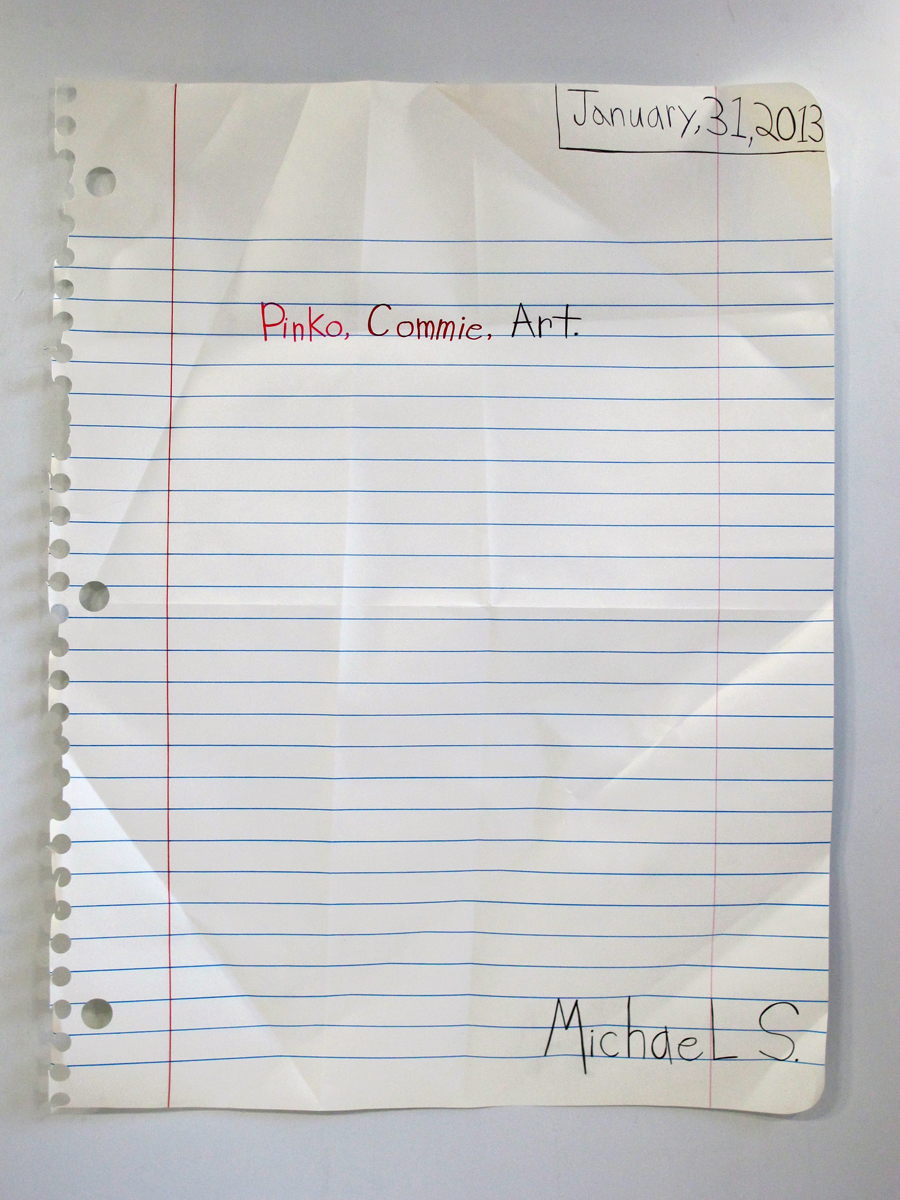 January,31,2013
Pinko, Commie, Art.
MichaeL S.